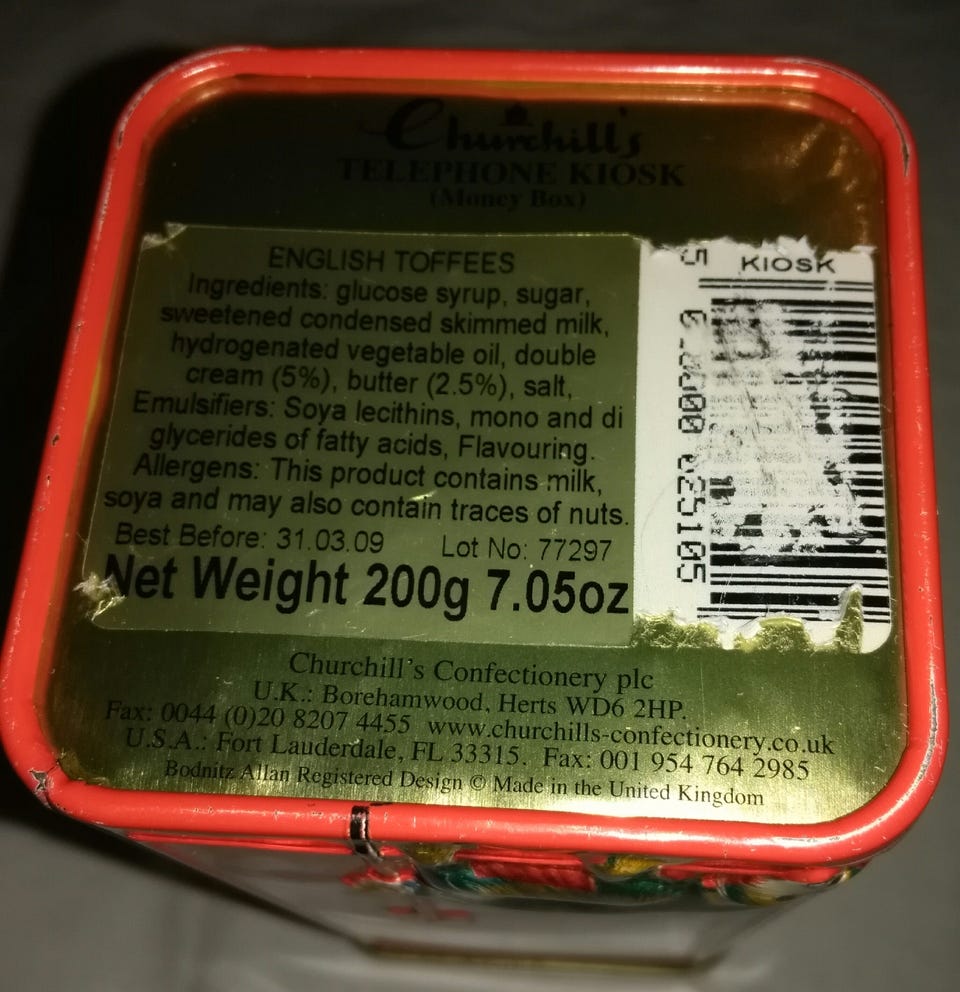 Churchill's
TELEPHONE KIOSK
(Money Box)
ENGLISH TOFFEES
Ingredients: glucose syrup, sugar,
sweetened condensed skimmed milk,
hydrogenated vegetable oil, double
cream (5%), butter (2.5%), salt,
Emulsifiers: Soya lecithins, mono and di
glycerides of fatty acids, Flavouring.
Allergens: This product contains milk,
soya and may also contain traces of nuts.
Best Before: 31.03.09 Lot No: 77297
Net Weight 200g 7.05oz
KIOSK
5
Churchill's Confectionery plc
U.K.: Borehamwood, Herts WD6 2HP.
Fax: 0044 (0)20 8207 4455 www.churchills-confectionery.co.uk
U.S.A.: Fort Lauderdale, FL 33315. Fax: 001 954 764 2985
Bodnitz Allan Registered Design © Made in the United Kingdom